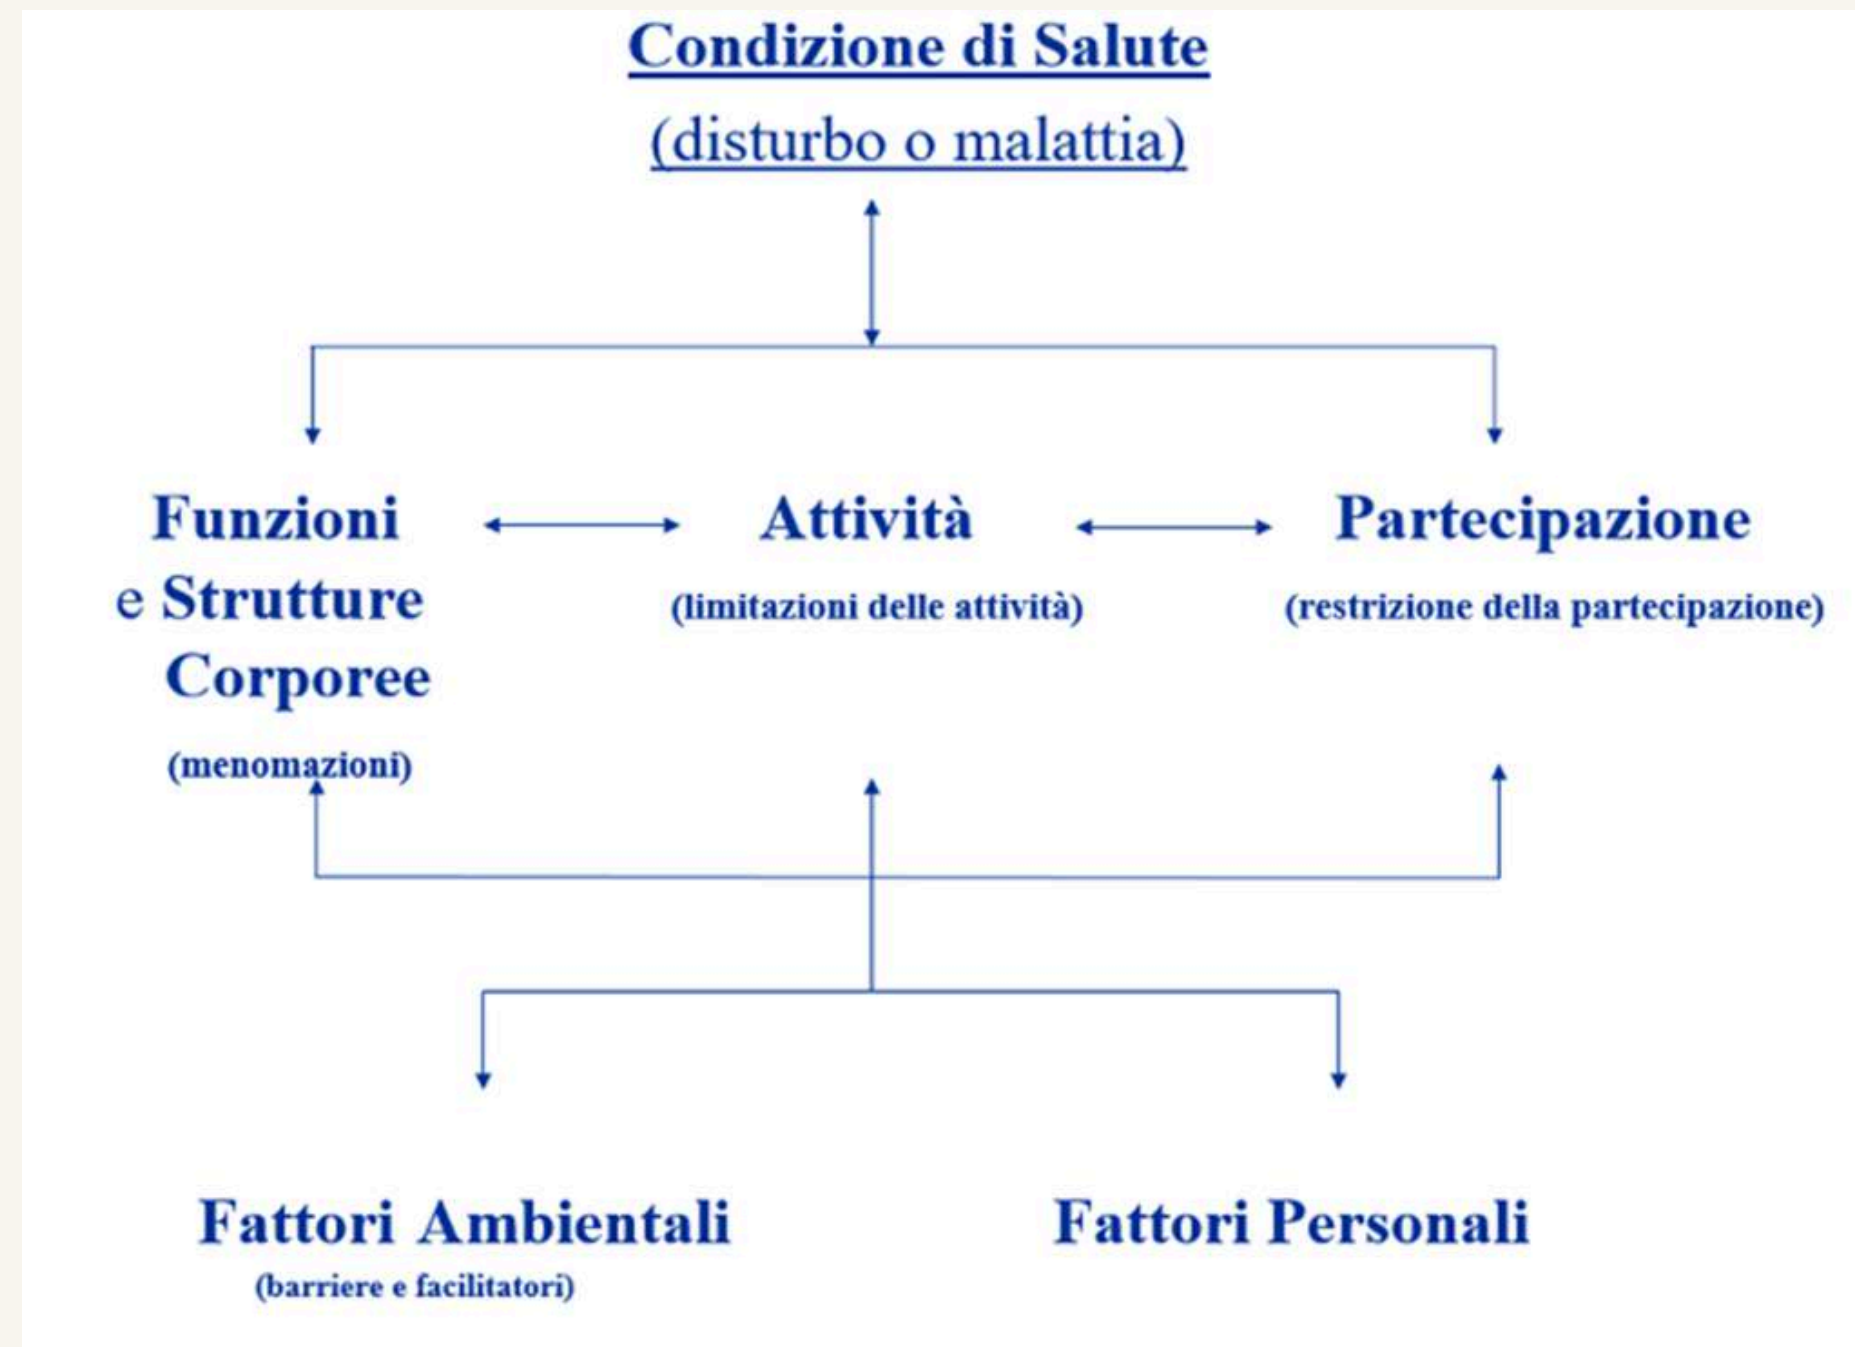 Condizione di Salute
(disturbo o malattia)
Funzioni
e Strutture
Corporee
(menomazioni)
Attività
(limitazioni delle attività)
Partecipazione
(restrizione della partecipazione)
Fattori Ambientali
(barriere e facilitatori)
Fattori Personali